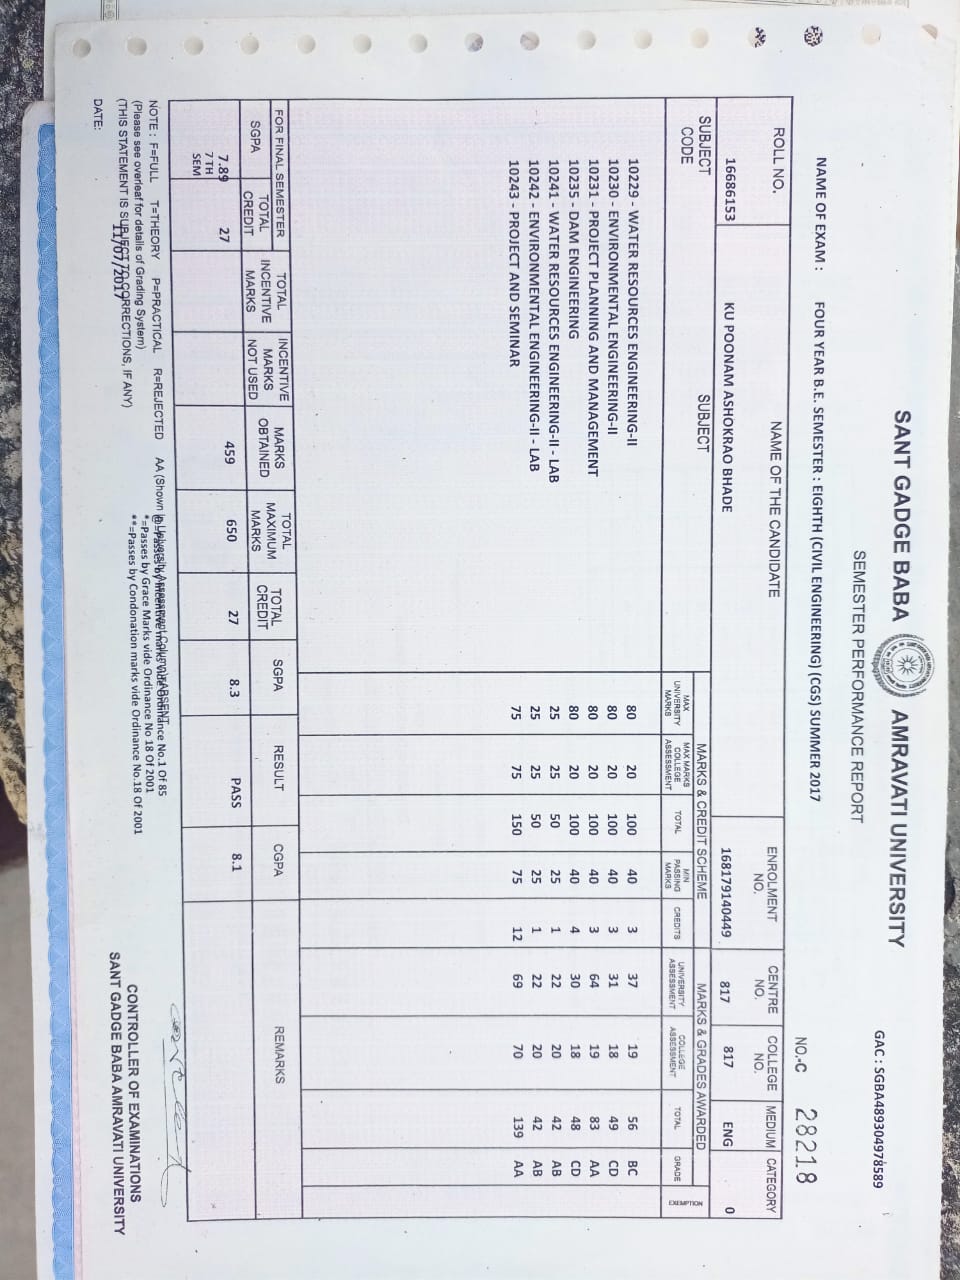 GAC : SGBA489304978589
SANT GADGE BABA AMRAVATI UNIVERSITY
SEMESTER PERFORMANCE REPORT
NO.-C 28218
NAME OF EXAM : FOUR YEAR B.E. SEMESTER : EIGHTH (CIVIL ENGINEERING) (CGS) SUMMER 2017
ROLL NO. NAME OF THE CANDIDATE ENROLMENT NO. CENTRE NO. COLLEGE NO. MEDIUM CATEGORY
16686153 KU POONAM ASHOKRAO BHADE 168179140449 817 817 ENG 0
SUBJECT CODE SUBJECT MARKS & CREDIT SCHEME MARKS & GRADES AWARDED
MAX UNIVERSITY MARKS MAX MARKS COLLEGE ASSESSMENT TOTAL MIN PASSING MARKS CREDITS UNIVERSITY ASSESSMENT COLLEGE ASSESSMENT TOTAL GRADE EXEMPTION
10229 - WATER RESOURCES ENGINEERING-II 80 20 100 40 3 37 19 56 BC
10230 - ENVIRONMENTAL ENGINEERING-II 80 20 100 40 3 31 18 49 CD
10231 - PROJECT PLANNING AND MANAGEMENT 80 20 100 40 3 64 19 83 AA
10235 - DAM ENGINEERING 80 20 100 40 4 30 18 48 CD
10241 - WATER RESOURCES ENGINEERING-II - LAB 25 25 50 25 1 22 20 42 AB
10242 - ENVIRONMENTAL ENGINEERING-II - LAB 25 25 50 25 1 22 20 42 AB
10243 - PROJECT AND SEMINAR 75 75 150 75 12 69 70 139 AA
FOR FINAL SEMESTER
SGPA TOTAL CREDIT TOTAL INCENTIVE MARKS INCENTIVE MARKS NOT USED MARKS OBTAINED TOTAL MAXIMUM MARKS TOTAL CREDIT SGPA RESULT CGPA REMARKS
7.89 27 459 650 27 8.3 PASS 8.1
7 TH
SEM
NOTE : F=FULL T=THEORY P=PRACTICAL R=REJECTED AA (Shown in University Assessment Column)=ABSENT
(Please see overleaf for details of Grading System) @=Passes by Incentive marks vide Ordinance No.1 Of 85
*=Passes by Grace Marks vide Ordinance No 18 Of 2001
(THIS STATEMENT IS SUBJECT TO CORRECTIONS, IF ANY) **=Passes by Condonation marks vide Ordinance No.18 Of 2001
DATE: 11/07/2017
CONTROLLER OF EXAMINATIONS
SANT GADGE BABA AMRAVATI UNIVERSITY